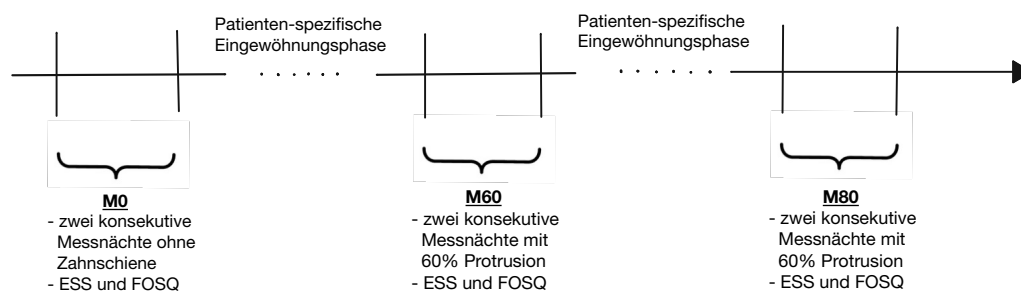 Patienten-spezifische
Eingewöhnungsphase
Patienten-spezifische
Eingewöhnungsphase
M0
- zwei konsekutive
Messnächte ohne
Zahnschiene
- ESS und FOSQ
M60
- zwei konsekutive
Messnächte mit
60% Protrusion
- ESS und FOSQ
M80
- zwei konsekutive
Messnächte mit
60% Protrusion
- ESS und FOSQ